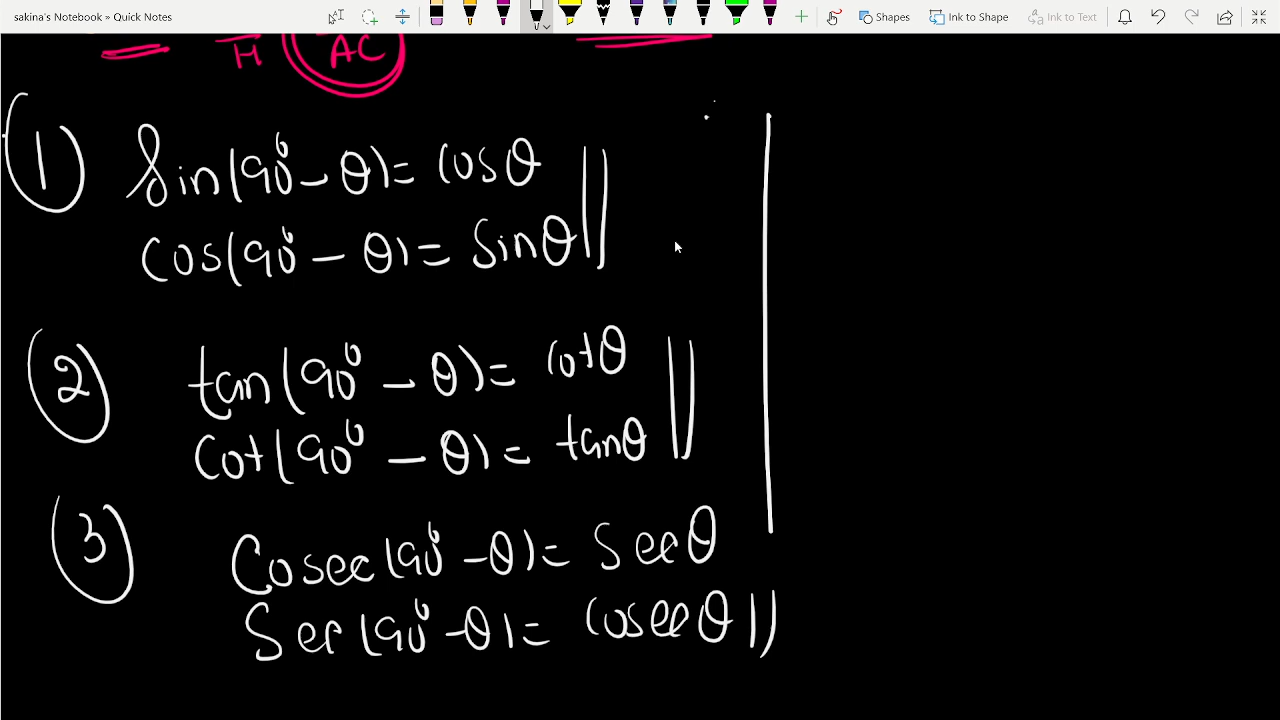 sakina's Notebook » Quick Notes
Shapes
Ink to Shape
Ink to Text
H AC
1 Sin(90° - θ) = cosθ
cos(90° - θ) = sinθ
2 tan(90° - θ) = cotθ
cot(90° - θ) = tanθ
3 Cosec(90° - θ) = Secθ
Sec(90° - θ) = cosecθ